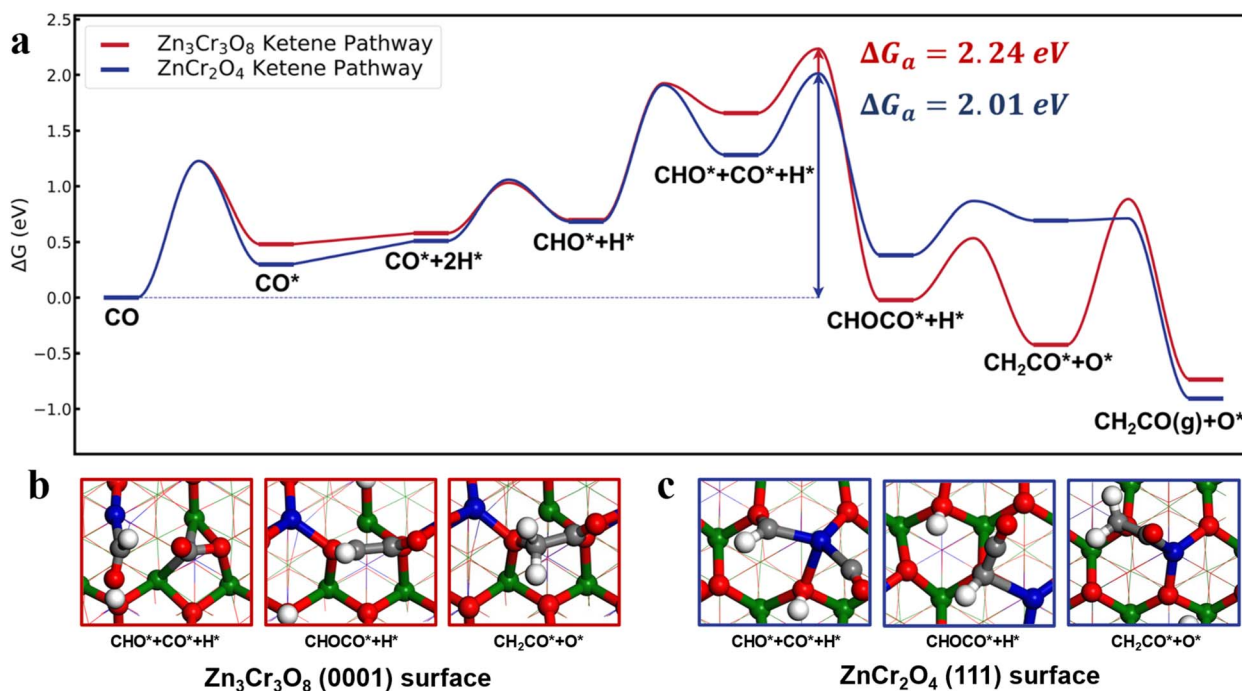 a
Zn₃Cr₃O₈ Ketene Pathway
ZnCr₂O₄ Ketene Pathway
ΔGₐ = 2.24 eV
ΔGₐ = 2.01 eV
ΔG (eV)
2.5
2.0
1.5
1.0
0.5
0.0
−0.5
−1.0
CO
CO*
CO*+2H*
CHO*+H*
CHO*+CO*+H*
CHOCO*+H*
CH₂CO*+O*
CH₂CO(g)+O*
b
CHO*+CO*+H*
CHOCO*+H*
CH₂CO*+O*
Zn₃Cr₃O₈ (0001) surface
c
CHO*+CO*+H*
CHOCO*+H*
CH₂CO*+O*
ZnCr₂O₄ (111) surface